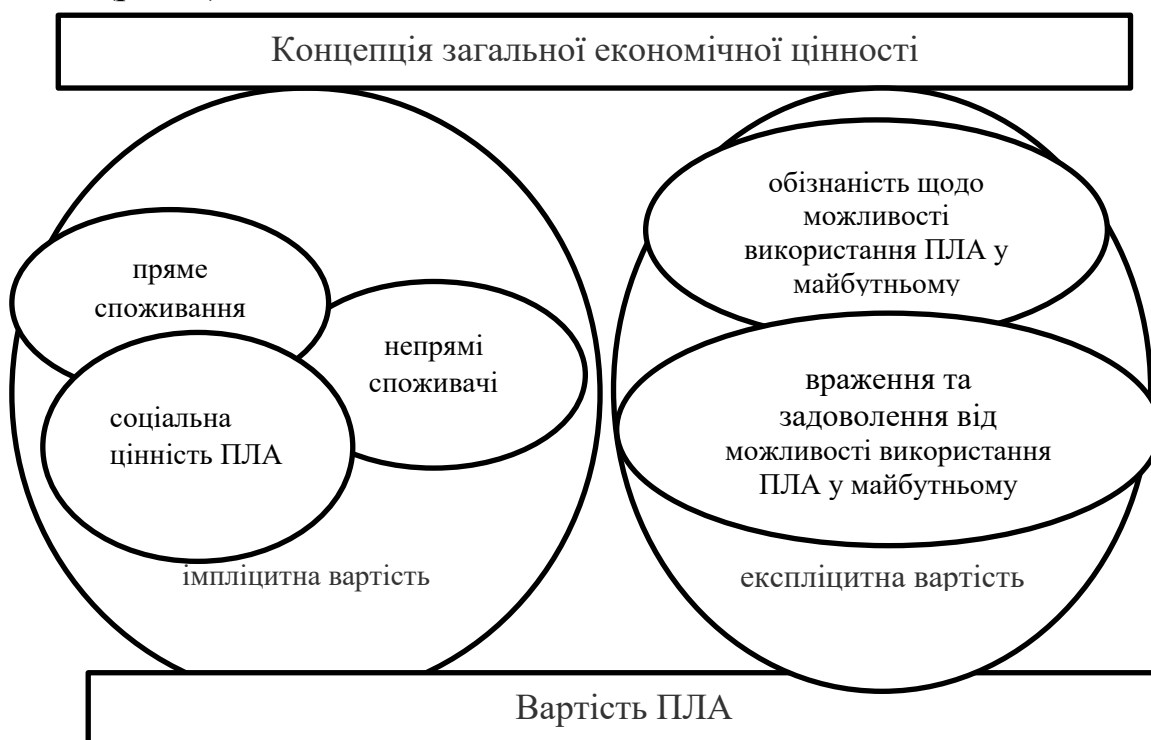 Концепція загальної економічної цінності
пряме
споживання
непрямі
споживачі
соціальна
цінність ПЛА
імпліцитна вартість
обізнаність щодо
можливості
використання ПЛА у
майбутньому
враження та
задоволення від
можливості використання
ПЛА у майбутньому
експліцитна вартість
Вартість ПЛА